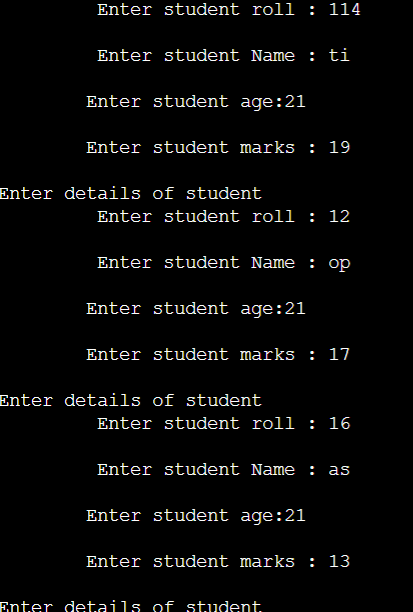 Enter student roll : 114
Enter student Name : ti
Enter student age:21
Enter student marks : 19
Enter details of student
Enter student roll : 12
Enter student Name : op
Enter student age:21
Enter student marks : 17
Enter details of student
Enter student roll : 16
Enter student Name : as
Enter student age:21
Enter student marks : 13
Enter details of student